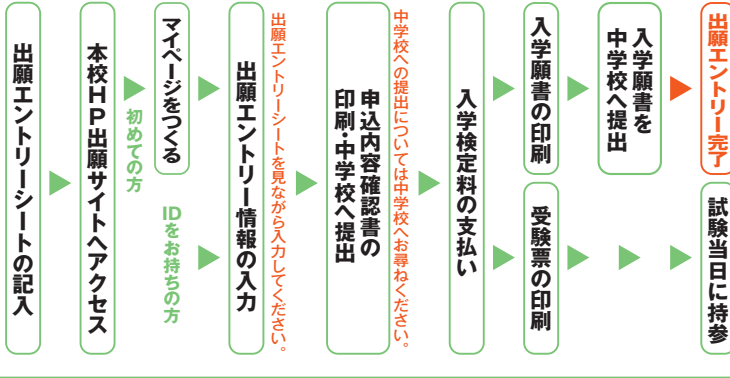 出願エントリーシートの記入
本校HP出願サイトへアクセス
初めての方
マイページをつくる
IDをお持ちの方
出願エントリー情報の入力
出願エントリーシートを見ながら入力してください。
申込内容確認書の
印刷・中学校へ提出
中学校への提出については中学校へお尋ねください。
入学検定料の支払い
入学願書の印刷
入学願書を
中学校へ提出
出願エントリー完了
受験票の印刷
試験当日に持参